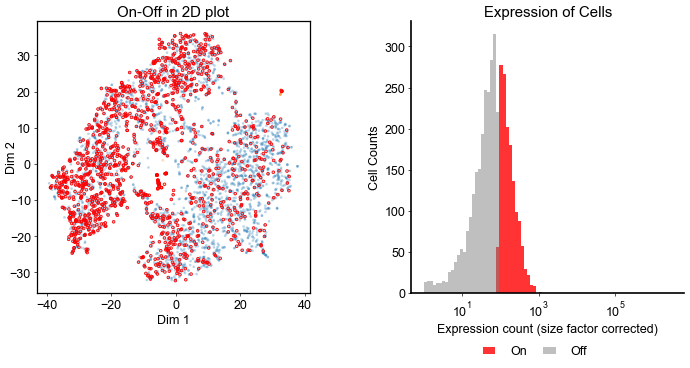 On-Off in 2D plot
30
20
10
0
−10
−20
−30
Dim 2
−40
−20
0
20
40
Dim 1
Expression of Cells
300
250
200
150
100
50
0
Cell Counts
10^1
10^3
10^5
Expression count (size factor corrected)
On
Off